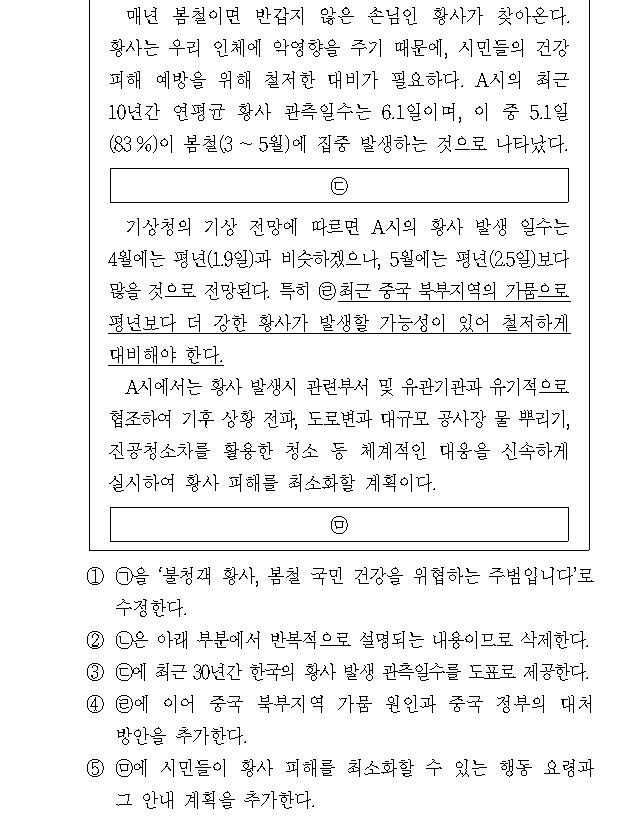 매년 봄철이면 반갑지 않은 손님인 황사가 찾아온다.
황사는 우리 인체에 악영향을 주기 때문에, 시민들의 건강
피해 예방을 위해 철저한 대비가 필요하다. A시의 최근
10년간 연평균 황사 관측일수는 6.1일이며, 이 중 5.1일
(83%)이 봄철(3 ~ 5월)에 집중 발생하는 것으로 나타났다.
㉢
기상청의 기상 전망에 따르면 A시의 황사 발생 일수는
4월에는 평년(1.9일)과 비슷하겠으나, 5월에는 평년(2.5일)보다
많을 것으로 전망된다. 특히 ㉣최근 중국 북부지역의 가뭄으로
평년보다 더 강한 황사가 발생할 가능성이 있어 철저하게
대비해야 한다.
A시에서는 황사 발생시 관련부서 및 유관기관과 유기적으로
협조하여 기후 상황 전파, 도로변과 대규모 공사장 물 뿌리기,
진공청소차를 활용한 청소 등 체계적인 대응을 신속하게
실시하여 황사 피해를 최소화할 계획이다.
㉤
① ㉠을 ‘불청객 황사, 봄철 국민 건강을 위협하는 주범입니다’로
수정한다.
② ㉡은 아래 부분에서 반복적으로 설명되는 내용이므로 삭제한다.
③ ㉢에 최근 30년간 한국의 황사 발생 관측일수를 도표로 제공한다.
④ ㉣에 이어 중국 북부지역 가뭄 원인과 중국 정부의 대처
방안을 추가한다.
⑤ ㉤에 시민들이 황사 피해를 최소화할 수 있는 행동 요령과
그 안내 계획을 추가한다.